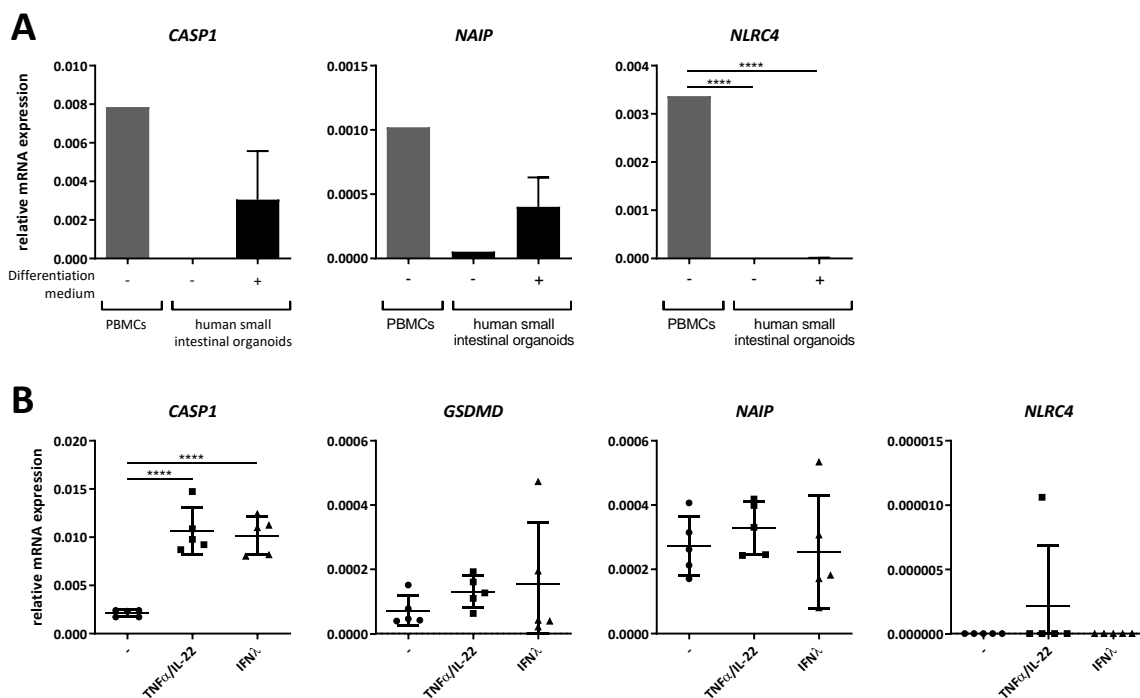 A
CASP1
NAIP
NLRC4
relative mRNA expression
0.010
0.008
0.006
0.004
0.002
0.000
0.0015
0.0010
0.0005
0.0000
0.004
0.003
0.002
0.001
0.000
****
****
Differentiation
medium
- - +
- - +
- - +
PBMCs
human small
intestinal organoids
PBMCs
human small
intestinal organoids
PBMCs
human small
intestinal organoids
B
CASP1
GSDMD
NAIP
NLRC4
relative mRNA expression
0.020
0.015
0.010
0.005
0.000
****
****
0.0006
0.0004
0.0002
0.0000
0.0006
0.0004
0.0002
0.0000
0.000015
0.000010
0.000005
0.000000
-
TNFα/IL-22
IFNλ
-
TNFα/IL-22
IFNλ
-
TNFα/IL-22
IFNλ
-
TNFα/IL-22
IFNλ